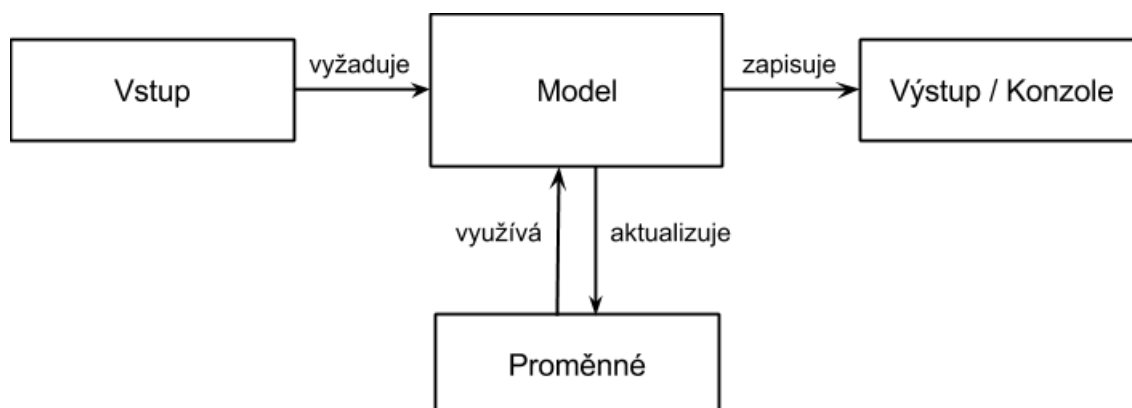 Vstup
vyžaduje
Model
zapisuje
Výstup / Konzole
využívá
aktualizuje
Proměnné